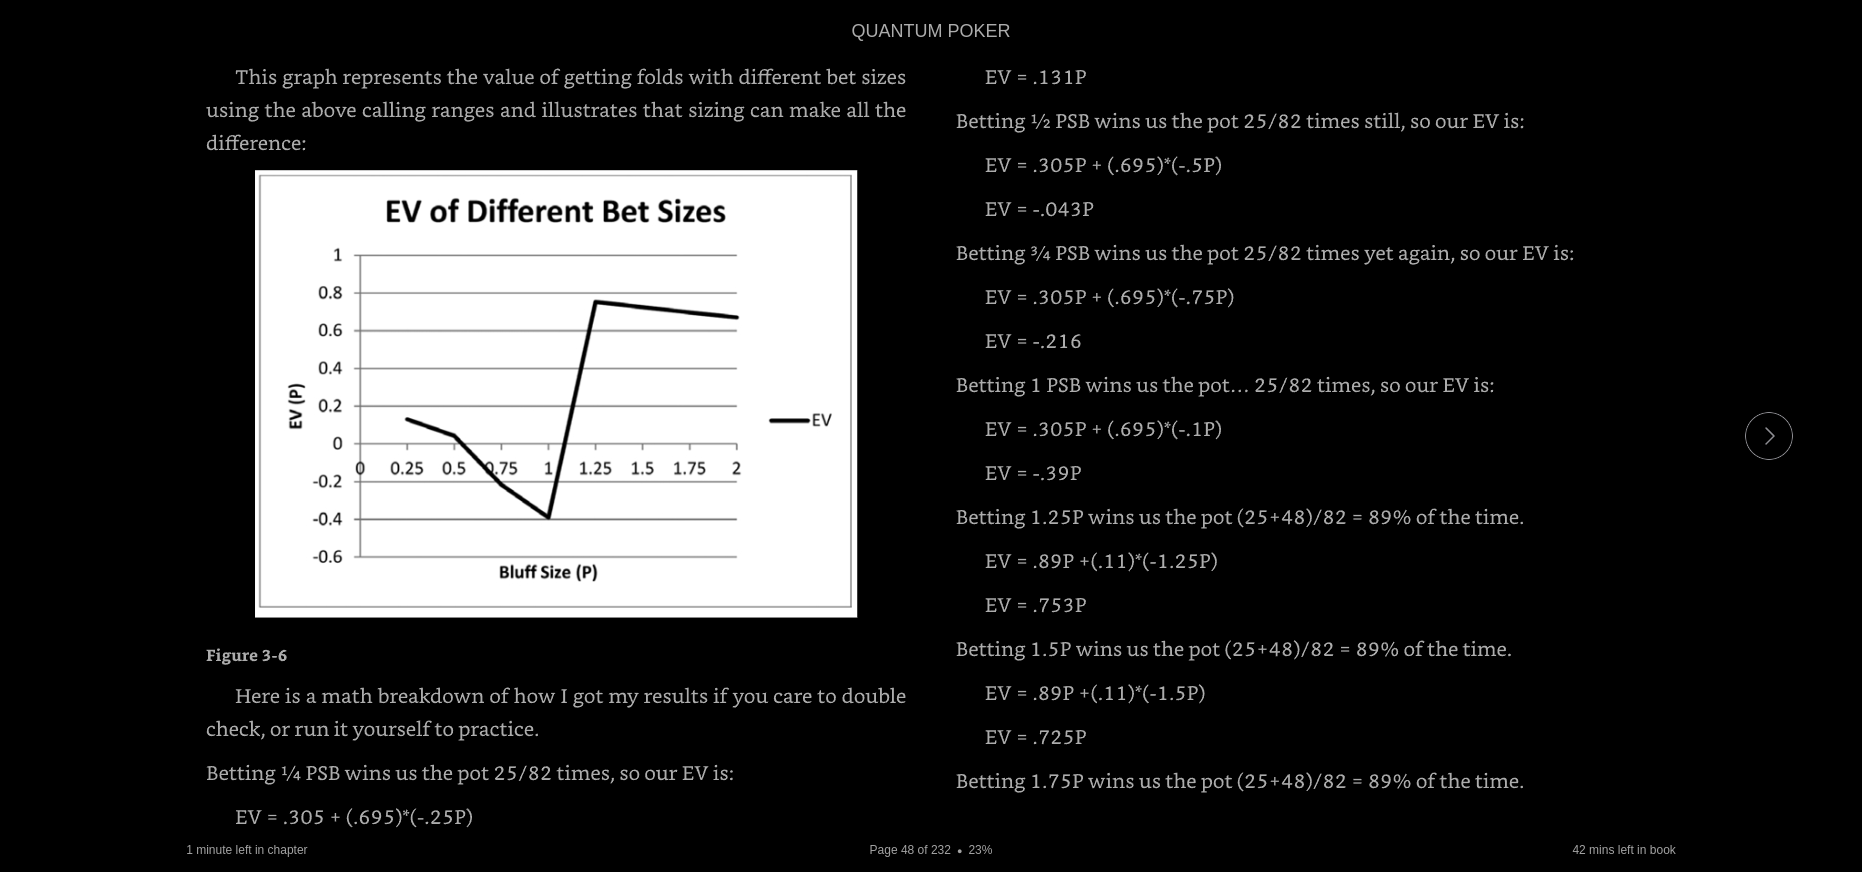 QUANTUM POKER
This graph represents the value of getting folds with different bet sizes
using the above calling ranges and illustrates that sizing can make all the
difference:
EV of Different Bet Sizes
1
0.8
0.6
0.4
0.2
0
-0.2
-0.4
-0.6
EV (P)
0 0.25 0.5 0.75 1 1.25 1.5 1.75 2
Bluff Size (P)
EV
Figure 3-6
Here is a math breakdown of how I got my results if you care to double
check, or run it yourself to practice.
Betting ¼ PSB wins us the pot 25/82 times, so our EV is:
EV = .305 + (.695)*(-.25P)
EV = .131P
Betting ½ PSB wins us the pot 25/82 times still, so our EV is:
EV = .305P + (.695)*(-.5P)
EV = -.043P
Betting ¾ PSB wins us the pot 25/82 times yet again, so our EV is:
EV = .305P + (.695)*(-.75P)
EV = -.216
Betting 1 PSB wins us the pot… 25/82 times, so our EV is:
EV = .305P + (.695)*(-.1P)
EV = -.39P
Betting 1.25P wins us the pot (25+48)/82 = 89% of the time.
EV = .89P +(.11)*(-1.25P)
EV = .753P
Betting 1.5P wins us the pot (25+48)/82 = 89% of the time.
EV = .89P +(.11)*(-1.5P)
EV = .725P
Betting 1.75P wins us the pot (25+48)/82 = 89% of the time.
1 minute left in chapter
Page 48 of 232 • 23%
42 mins left in book